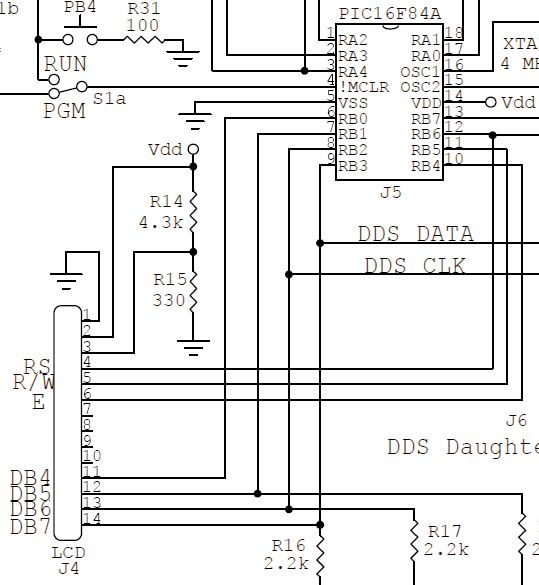 1b
PB4
R31
100
RUN
PGM
S1a
PIC16F84A
1 RA2 RA1 18
2 RA3 RA0 17
3 RA4 OSC1 16
4 !MCLR OSC2 15
5 VSS VDD 14 Vdd
6 RB0 RB7 13
7 RB1 RB6 12
8 RB2 RB5 11
9 RB3 RB4 10
J5
XTA
4 MH
Vdd
R14
4.3k
R15
330
DDS DATA
DDS CLK
1
2
3
RS 4
R/W 5
E 6
7
8
9
10
DB4 11
DB5 12
DB6 13
DB7 14
LCD
J4
J6
DDS Daughte
R16
2.2k
R17
2.2k
2